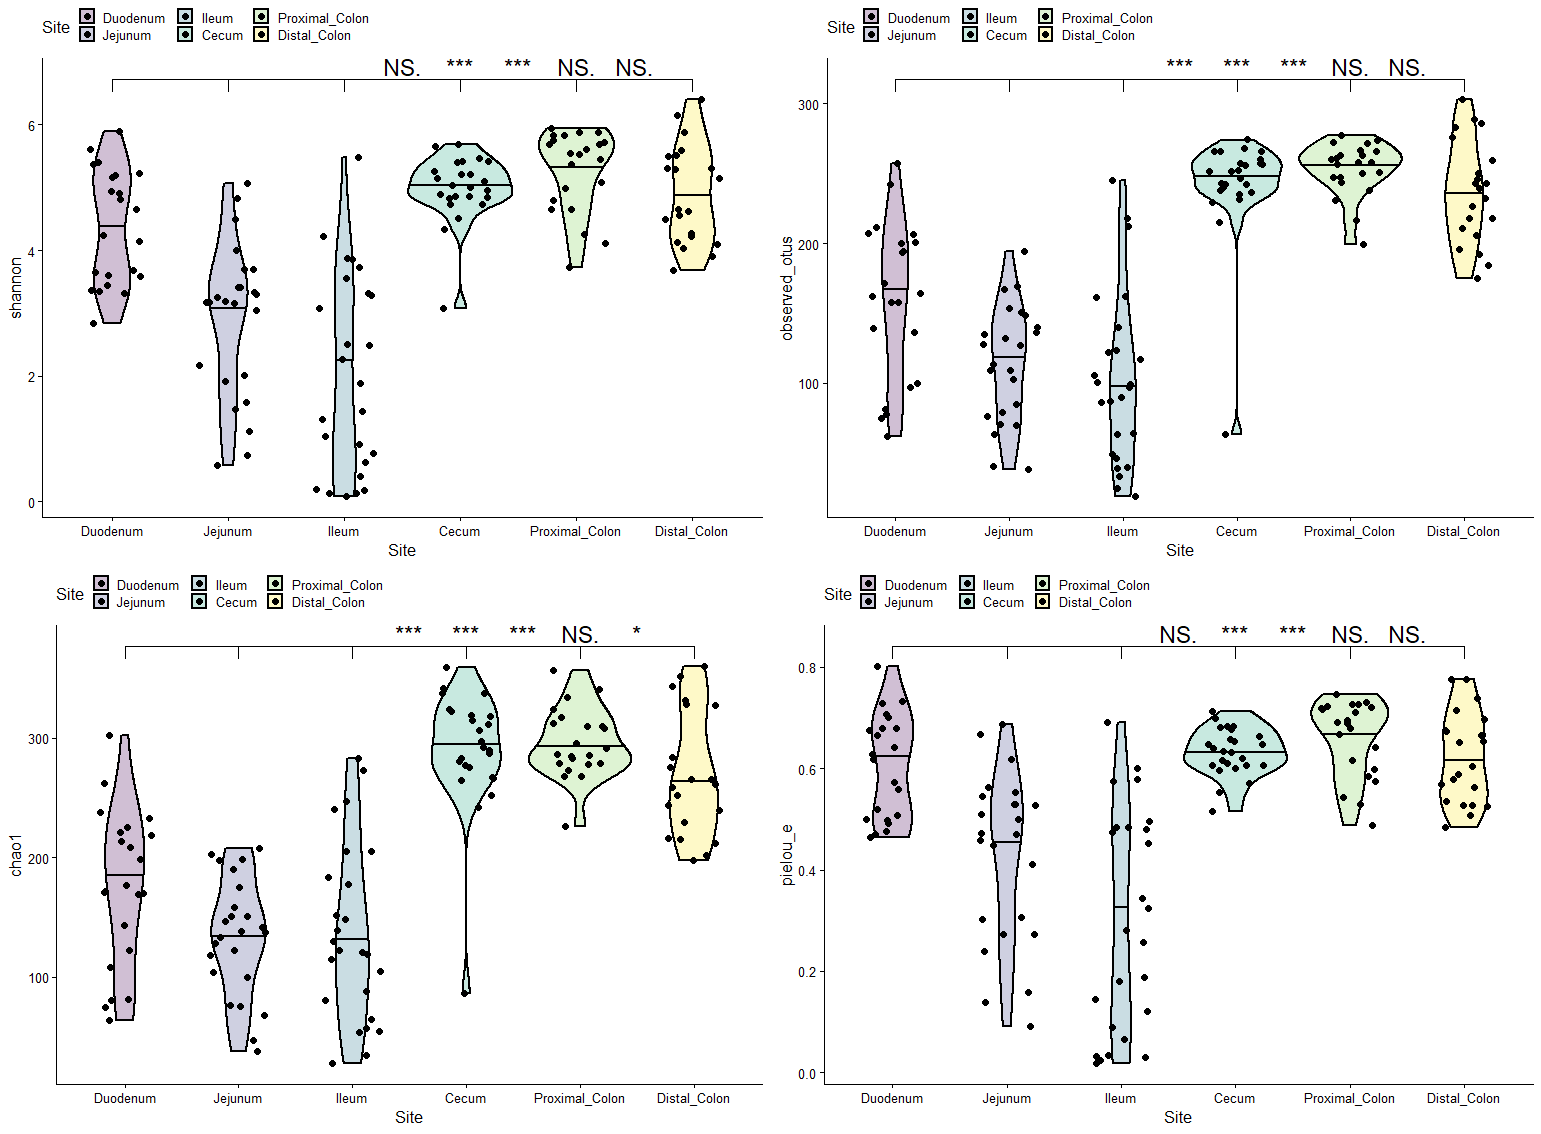 Site Duodenum Ileum Proximal_Colon
Jejunum Cecum Distal_Colon
NS. *** *** NS. NS.
shannon
6
4
2
0
Duodenum Jejunum Ileum Cecum Proximal_Colon Distal_Colon
Site
Site Duodenum Ileum Proximal_Colon
Jejunum Cecum Distal_Colon
*** *** *** NS. NS.
observed_otus
300
200
100
Duodenum Jejunum Ileum Cecum Proximal_Colon Distal_Colon
Site
Site Duodenum Ileum Proximal_Colon
Jejunum Cecum Distal_Colon
*** *** *** NS. *
chao1
300
200
100
Duodenum Jejunum Ileum Cecum Proximal_Colon Distal_Colon
Site
Site Duodenum Ileum Proximal_Colon
Jejunum Cecum Distal_Colon
NS. *** *** NS. NS.
pielou_e
0.8
0.6
0.4
0.2
0.0
Duodenum Jejunum Ileum Cecum Proximal_Colon Distal_Colon
Site